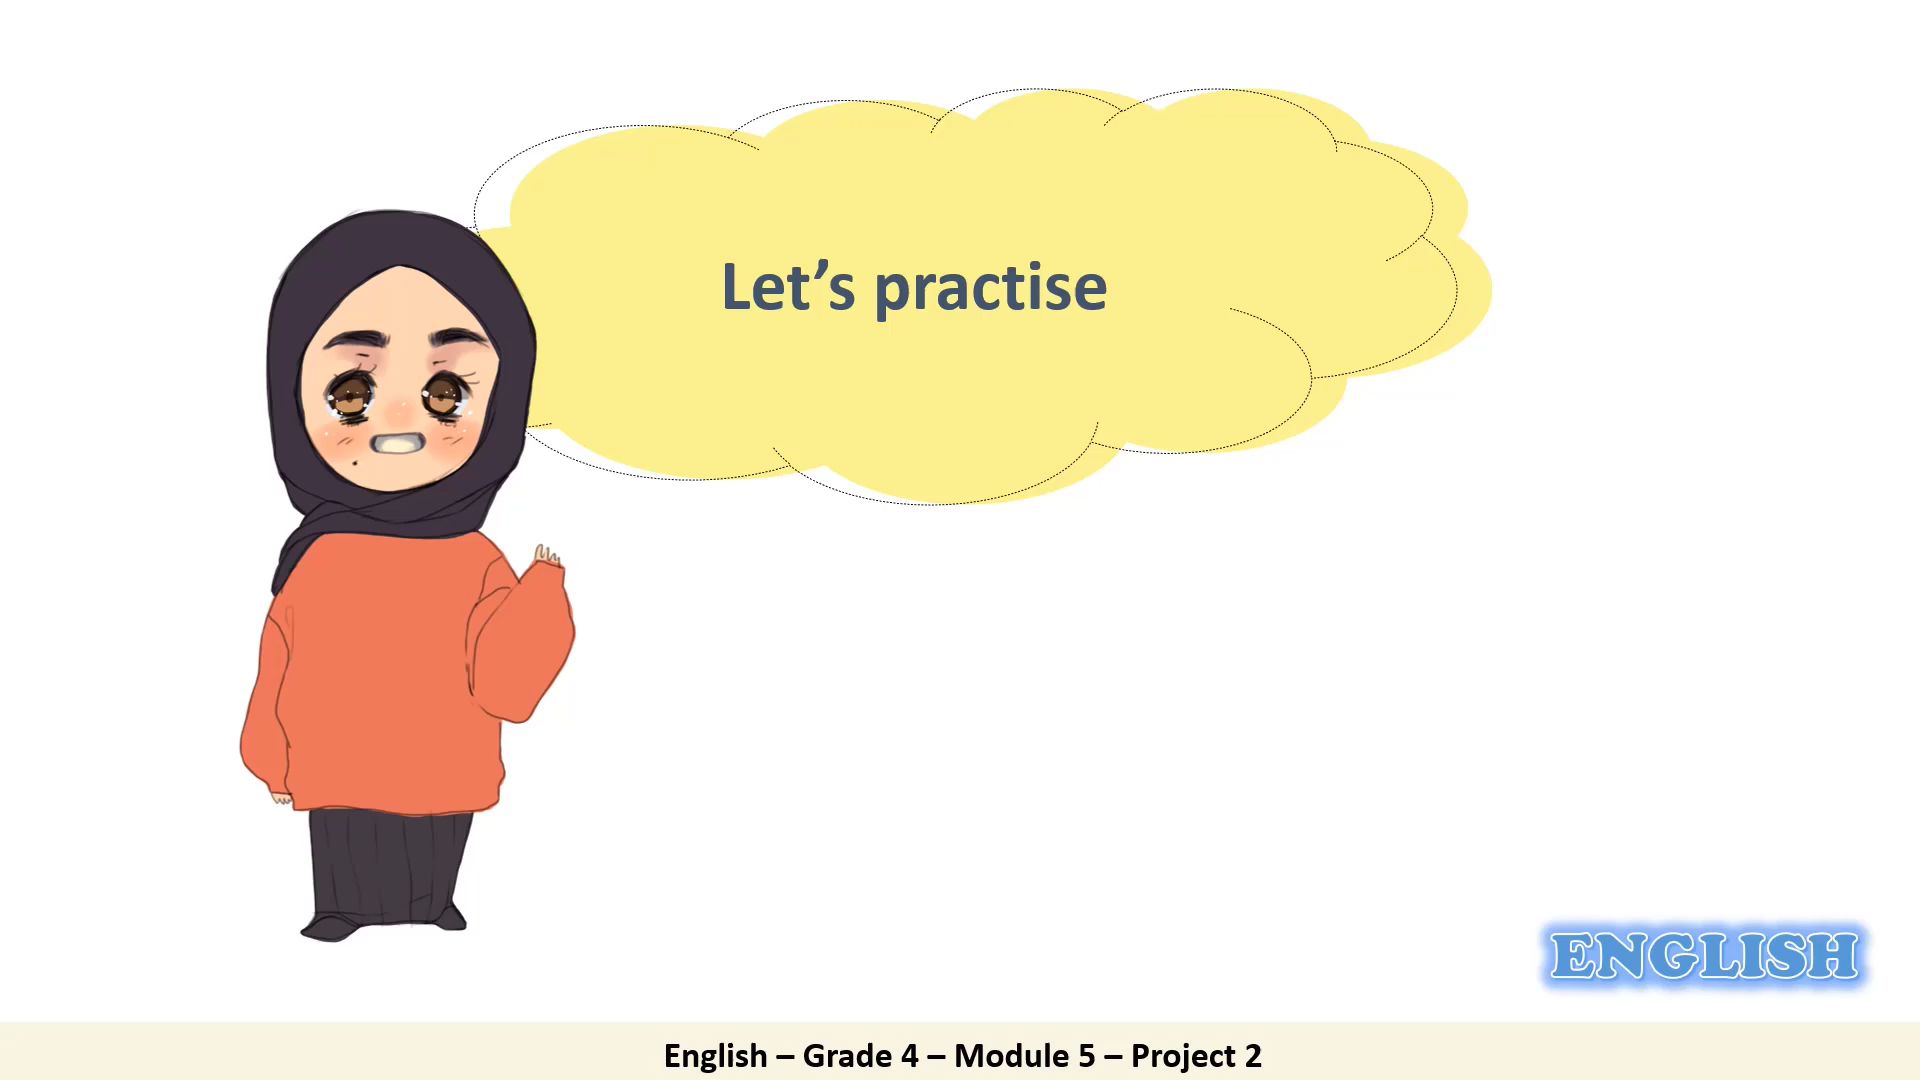 Let’s practise
ENGLISH
English – Grade 4 – Module 5 – Project 2